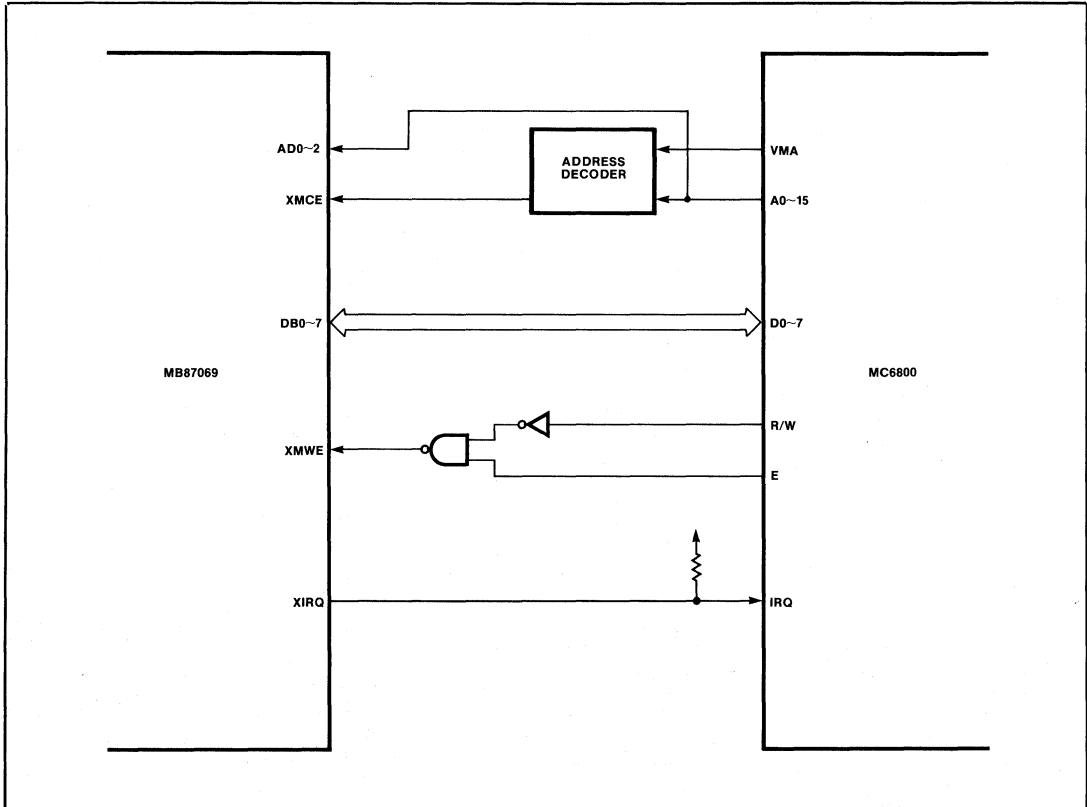 AD0~2
ADDRESS
DECODER
VMA
XMCE
A0~15
DB0~7
D0~7
MB87069
MC6800
R/W
XMWE
E
XIRQ
IRQ